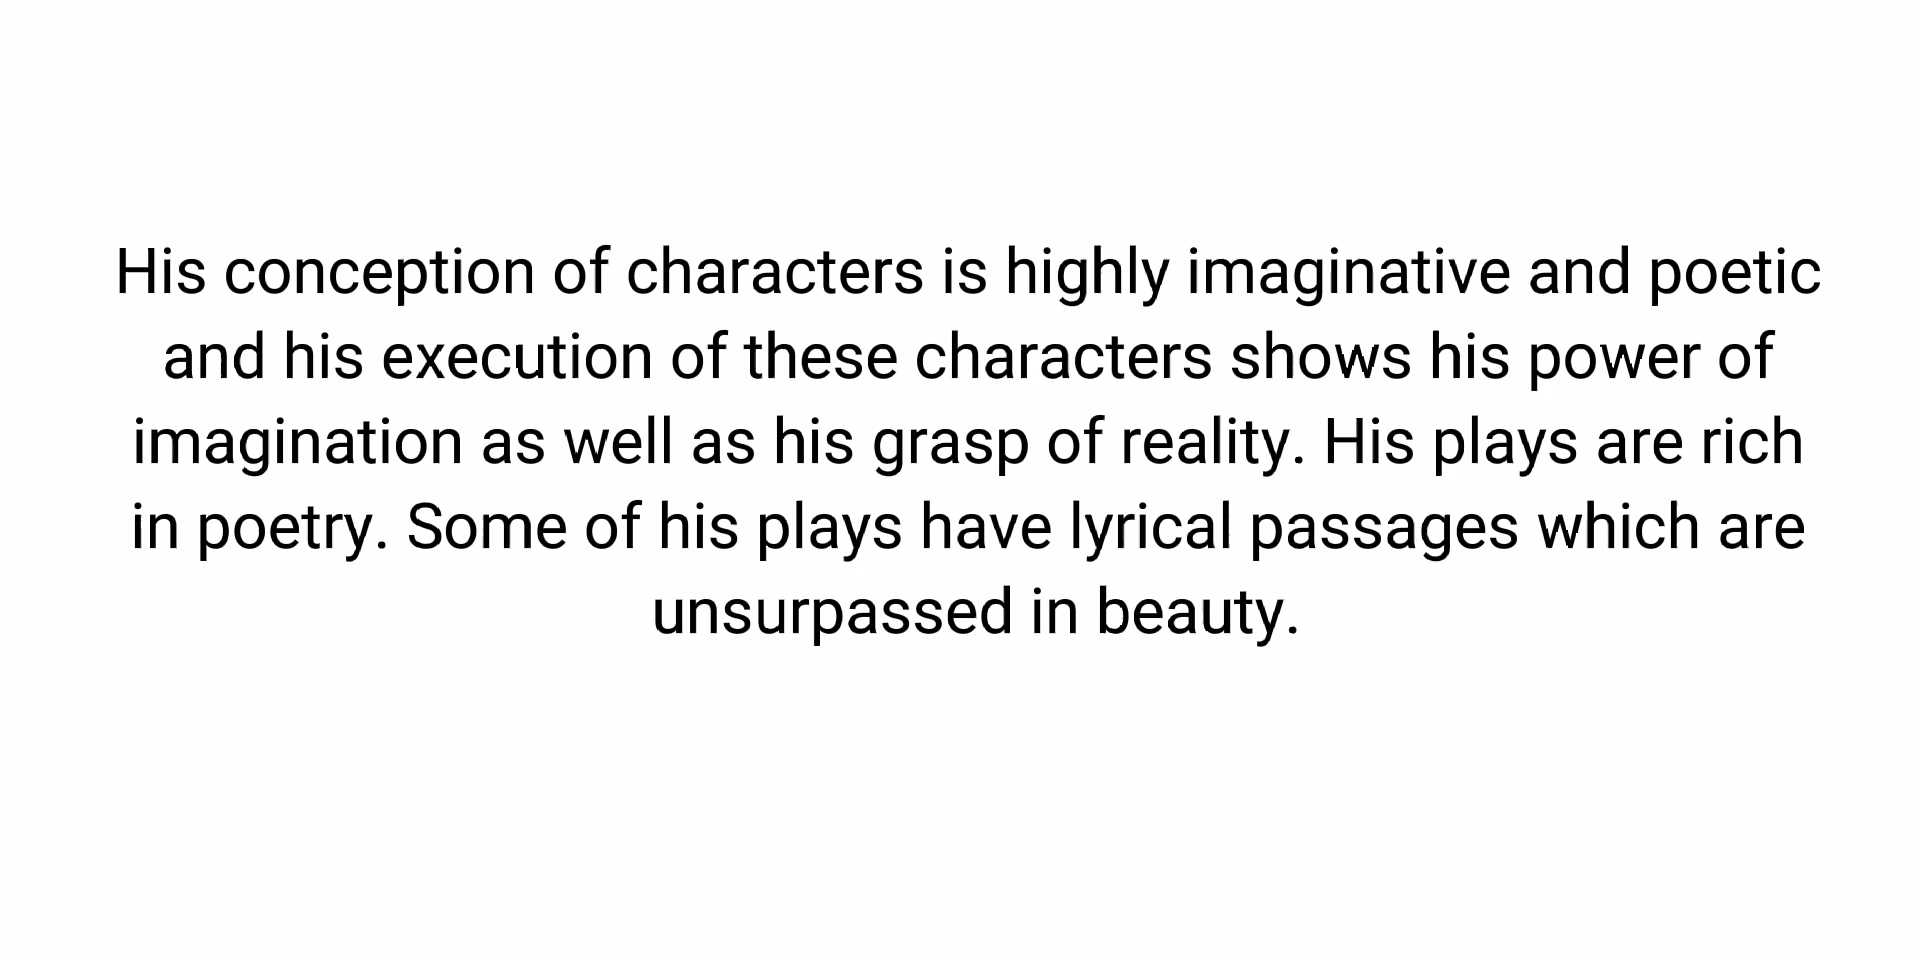 His conception of characters is highly imaginative and poetic
and his execution of these characters shows his power of
imagination as well as his grasp of reality. His plays are rich
in poetry. Some of his plays have lyrical passages which are
unsurpassed in beauty.